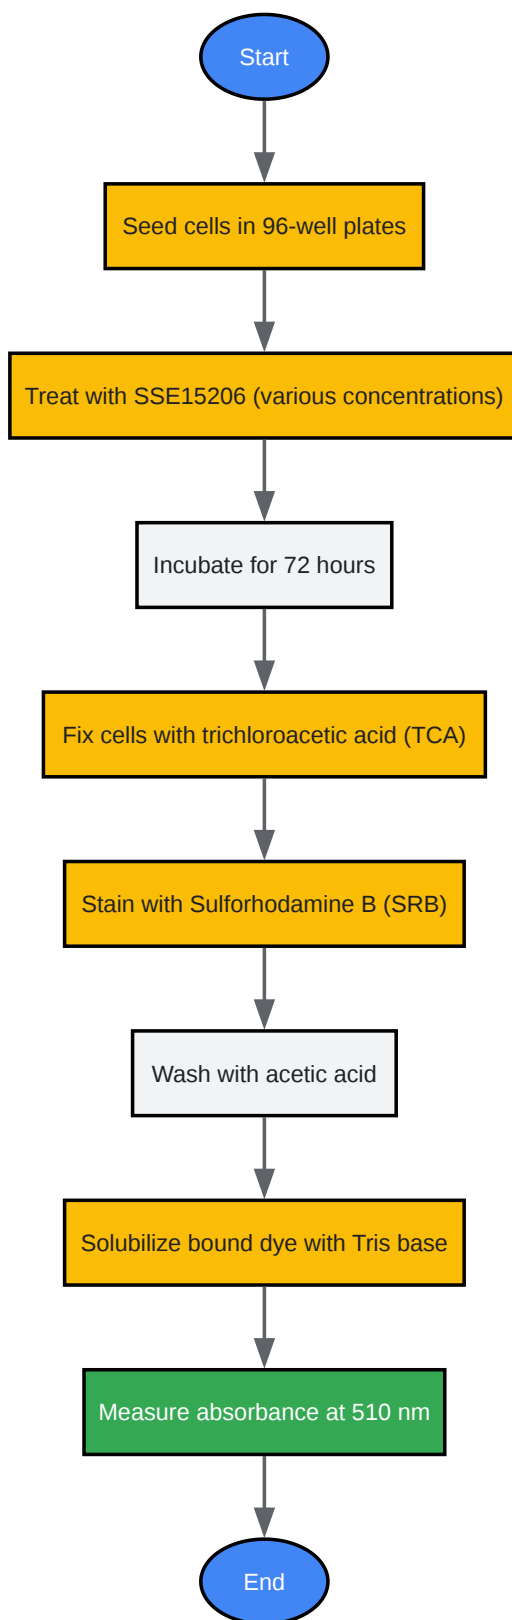 Start
Seed cells in 96-well plates
Treat with SSE15206 (various concentrations)
Incubate for 72 hours
Fix cells with trichloroacetic acid (TCA)
Stain with Sulforhodamine B (SRB)
Wash with acetic acid
Solubilize bound dye with Tris base
Measure absorbance at 510 nm
End